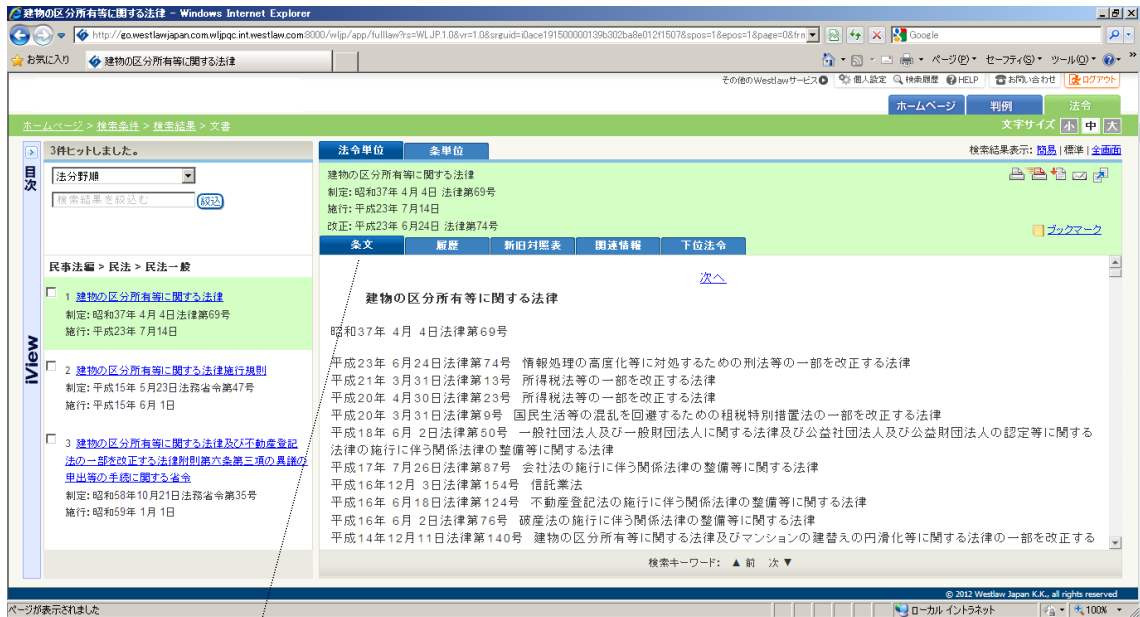 建物の区分所有等に関する法律 - Windows Internet Explorer
http://go.westlawjapan.com.wljpqc.int.westlaw.com:8000/wljp/app/fulllaw?rs=WLJP.1.0&vr=1.0&srguid=i0ace191500000139b302ba8e012f1507&spos=1&epos=1&page=0&frn
Google
お気に入り 建物の区分所有等に関する法律
ページ(P) セーフティ(S) ツール(O)
その他のWestlawサービス 個人設定 検索履歴 HELP お問い合わせ ログアウト
ホームページ 判例 法令
ホームページ > 検索条件 > 検索結果 > 文書
文字サイズ 小 中 大
目次
iView
3件ヒットしました。
法分野順
検索結果を絞込む 絞込
民事法編 > 民法 > 民法一般
1 建物の区分所有等に関する法律
制定: 昭和37年 4月 4日 法律第69号
施行: 平成23年 7月14日
2 建物の区分所有等に関する法律施行規則
制定: 平成15年 5月23日法務省令第47号
施行: 平成15年 6月 1日
3 建物の区分所有等に関する法律及び不動産登記
法の一部を改正する法律附則第六条第三項の異議の
申出等の手続に関する省令
制定: 昭和58年10月21日法務省令第35号
施行: 昭和59年 1月 1日
法令単位 条単位
検索結果表示: 簡易 | 標準 | 全画面
建物の区分所有等に関する法律
制定: 昭和37年 4月 4日 法律第69号
施行: 平成23年 7月14日
改正: 平成23年 6月24日 法律第74号
ブックマーク
条文 履歴 新旧対照表 関連情報 下位法令
次へ
建物の区分所有等に関する法律
昭和37年 4月 4日法律第69号
平成23年 6月24日法律第74号 情報処理の高度化等に対処するための刑法等の一部を改正する法律
平成21年 3月31日法律第13号 所得税法等の一部を改正する法律
平成20年 4月30日法律第23号 所得税法等の一部を改正する法律
平成20年 3月31日法律第9号 国民生活等の混乱を回避するための租税特別措置法の一部を改正する法律
平成18年 6月 2日法律第50号 一般社団法人及び一般財団法人に関する法律及び公益社団法人及び公益財団法人の認定等に関する
法律の施行に伴う関係法律の整備等に関する法律
平成17年 7月26日法律第87号 会社法の施行に伴う関係法律の整備等に関する法律
平成16年12月 3日法律第154号 信託業法
平成16年 6月18日法律第124号 不動産登記法の施行に伴う関係法律の整備等に関する法律
平成16年 6月 2日法律第76号 破産法の施行に伴う関係法律の整備等に関する法律
平成14年12月11日法律第140号 建物の区分所有等に関する法律及びマンションの建替えの円滑化等に関する法律の一部を改正する
検索キーワード: ▲ 前 次 ▼
© 2012 Westlaw Japan K.K., all rights reserved
ページが表示されました ローカル イントラネット 100%